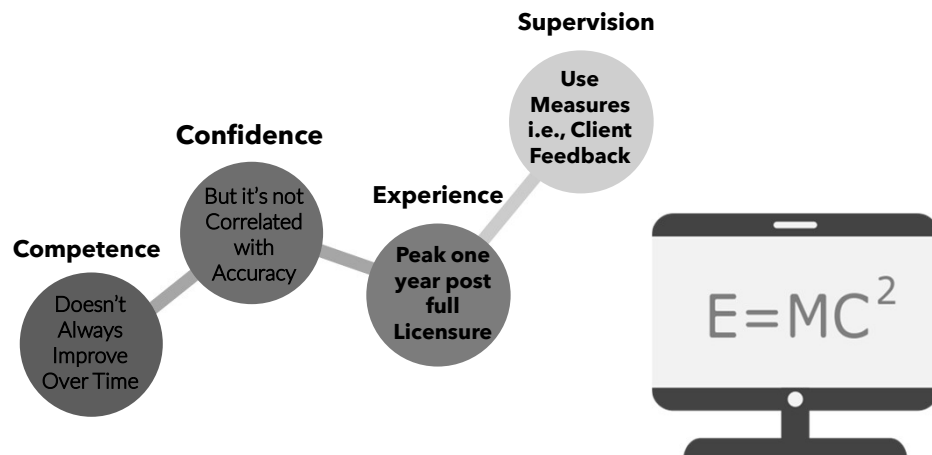 Competence
Doesn't
Always
Improve
Over Time
Confidence
But it's not
Correlated
with
Accuracy
Experience
Peak one
year post
full
Licensure
Supervision
Use
Measures
i.e., Client
Feedback
E=MC²